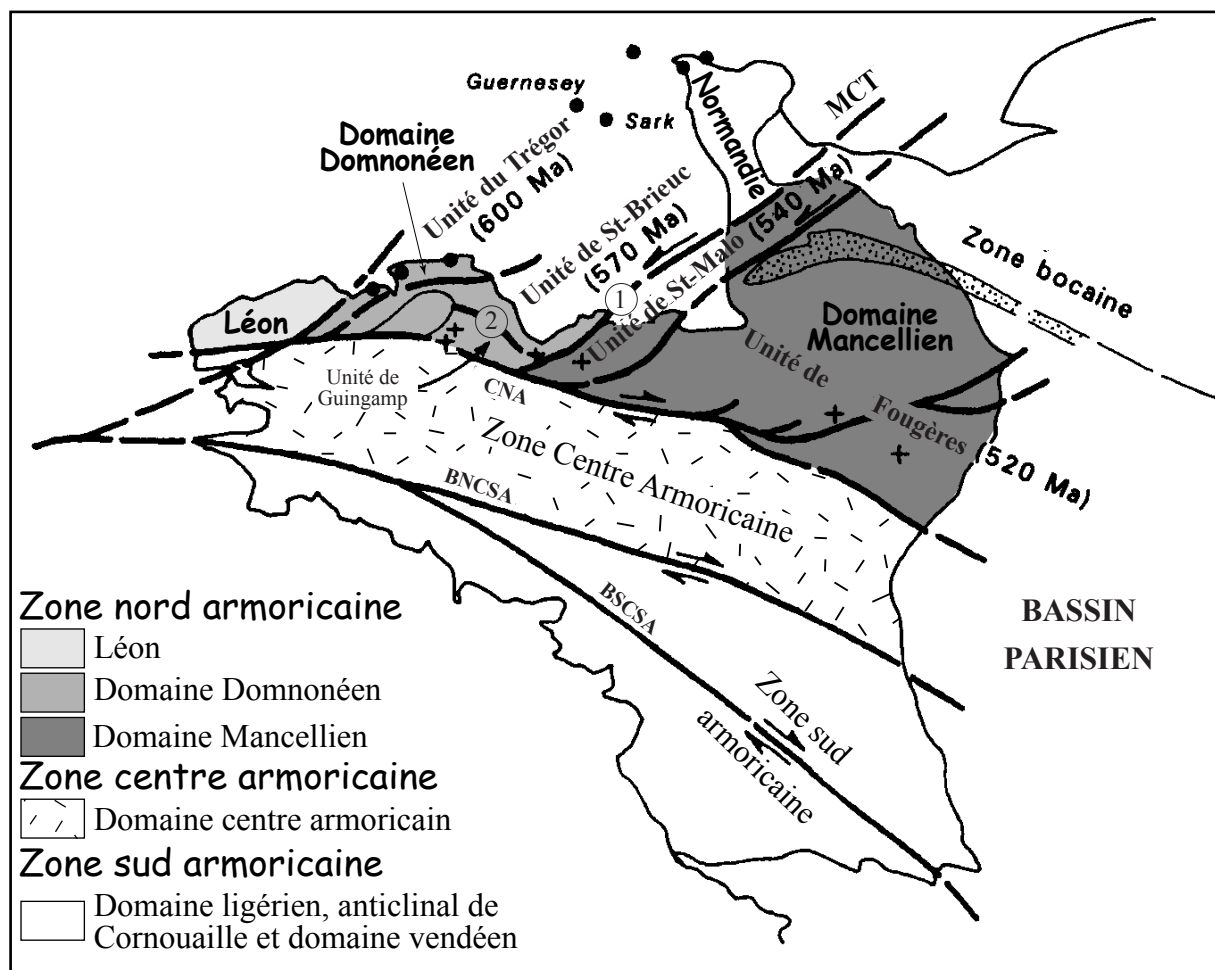 Guernesey
Sark
Normandie
MCT
Domaine
Domnonéen
Unité du Trégor
(600 Ma)
Unité de St-Brieuc
(570 Ma)
Unité de St-Malo
(540 Ma)
1
2
Zone bocaine
Léon
Domaine
Mancellien
Unité de
Fougères
(520 Ma)
Unité de
Guingamp
CNA
Zone Centre Armoricaine
BNCSA
BSCSA
Zone sud
armoricaine
BASSIN
PARISIEN
Zone nord armoricaine
Léon
Domaine Domnonéen
Domaine Mancellien
Zone centre armoricaine
Domaine centre armoricain
Zone sud armoricaine
Domaine ligérien, anticlinal de
Cornouaille et domaine vendéen